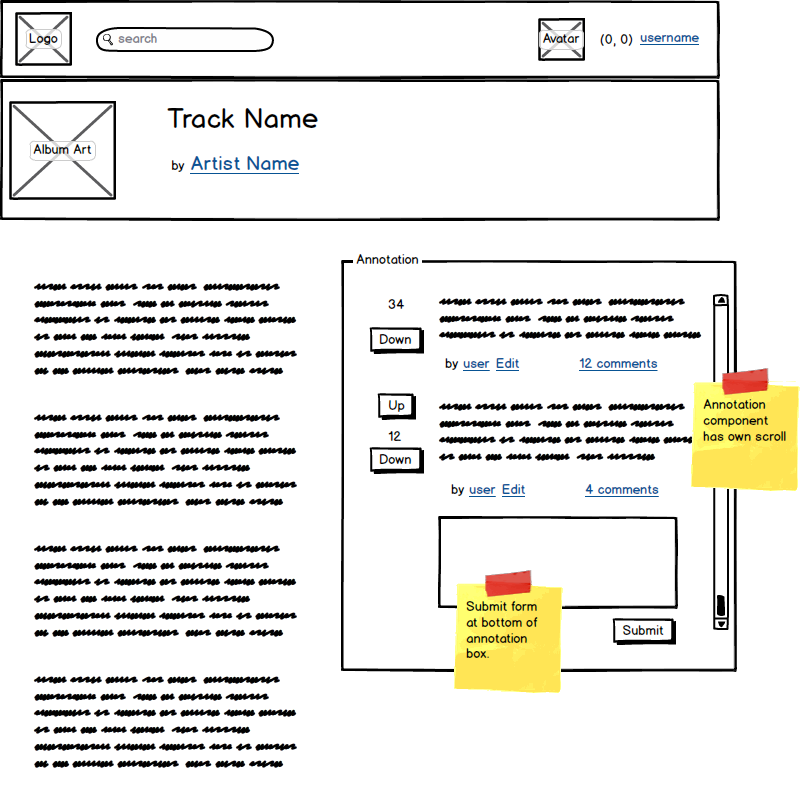 Logo
search
Avatar
(0, 0) username
Album Art
Track Name
by Artist Name
Annotation
34
Down
by user Edit 12 comments
Up
12
Down
by user Edit 4 comments
Submit
Annotation
component
has own scroll
Submit form
at bottom of
annotation
box.